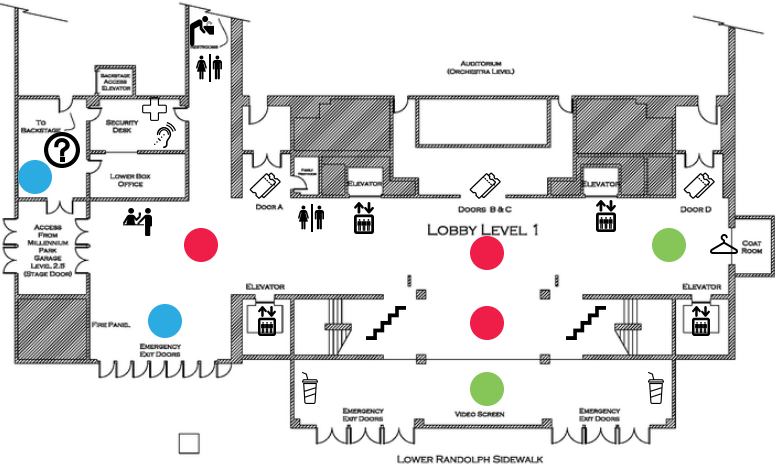 RESTROOMS
AUDITORIUM
(ORCHESTRA LEVEL)
BACKSTAGE
ACCESS
ELEVATOR
TO
BACKSTAGE
SECURITY
DESK
?
LOWER BOX
OFFICE
ELEVATOR
ELEVATOR
DOOR A
DOORS B & C
DOOR D
LOBBY LEVEL 1
ACCESS
FROM
MILLENNIUM
PARK
GARAGE
LEVEL, 2.5
(STAGE DOOR)
COAT
ROOM
ELEVATOR
ELEVATOR
FIRE PANEL
EMERGENCY
EXIT DOORS
EMERGENCY
EXIT DOORS
VIDEO SCREEN
EMERGENCY
EXIT DOORS
LOWER RANDOLPH SIDEWALK